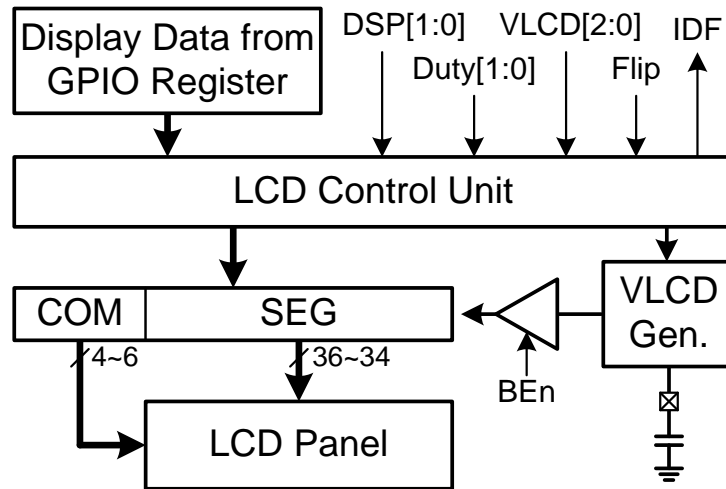 Display Data from
GPIO Register
DSP[1:0]
VLCD[2:0]
IDF
Duty[1:0]
Flip
LCD Control Unit
COM
SEG
VLCD
Gen.
4~6
36~34
BEn
LCD Panel